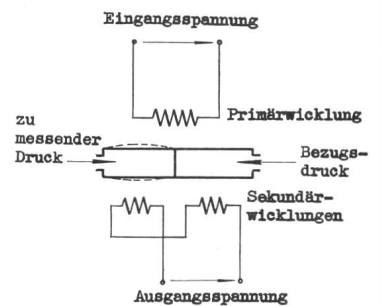 Eingangsspannung
Primärwicklung
zu
messender
Druck
Bezugs-
druck
Sekundär-
wicklungen
Ausgangsspannung